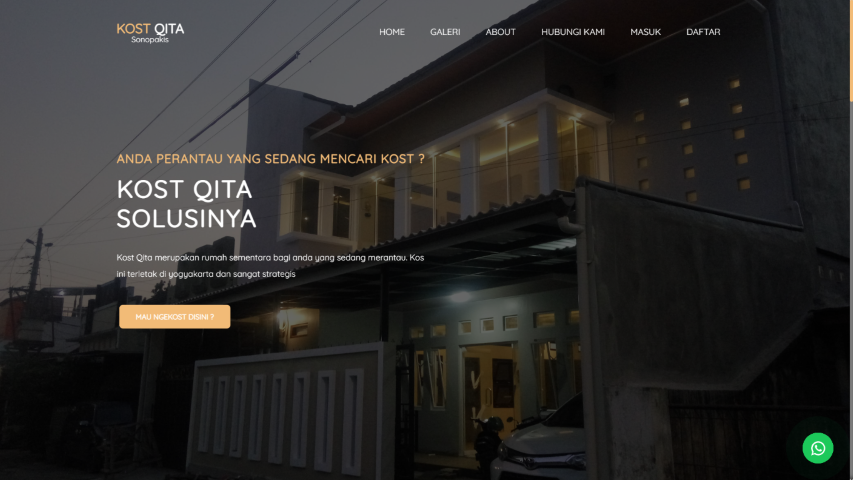 KOST QITA
Sonopakis
HOME GALERI ABOUT HUBUNGI KAMI MASUK DAFTAR
ANDA PERANTAU YANG SEDANG MENCARI KOST ?
KOST QITA
SOLUSINYA
Kost Qita merupakan rumah sementara bagi anda yang sedang merantau. Kos
ini terletak di yogyakarta dan sangat strategis
MAU NGEKOST DISINI ?